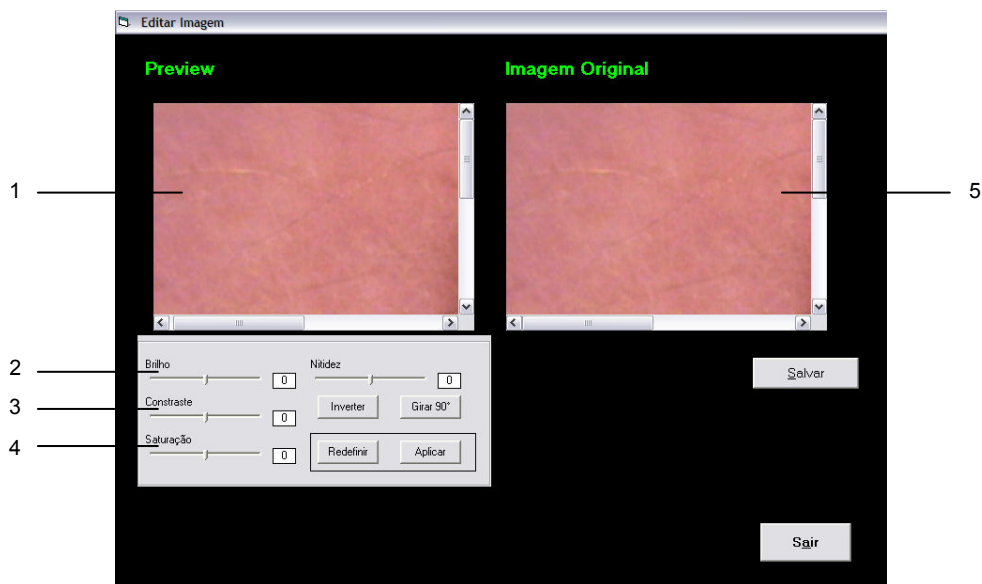 Editar Imagem
Preview
Imagem Original
1
5
2
Brilho
0
Nitidez
0
Salvar
3
Constraste
0
Inverter
Girar 90°
4
Saturação
0
Redefinir
Aplicar
Sair